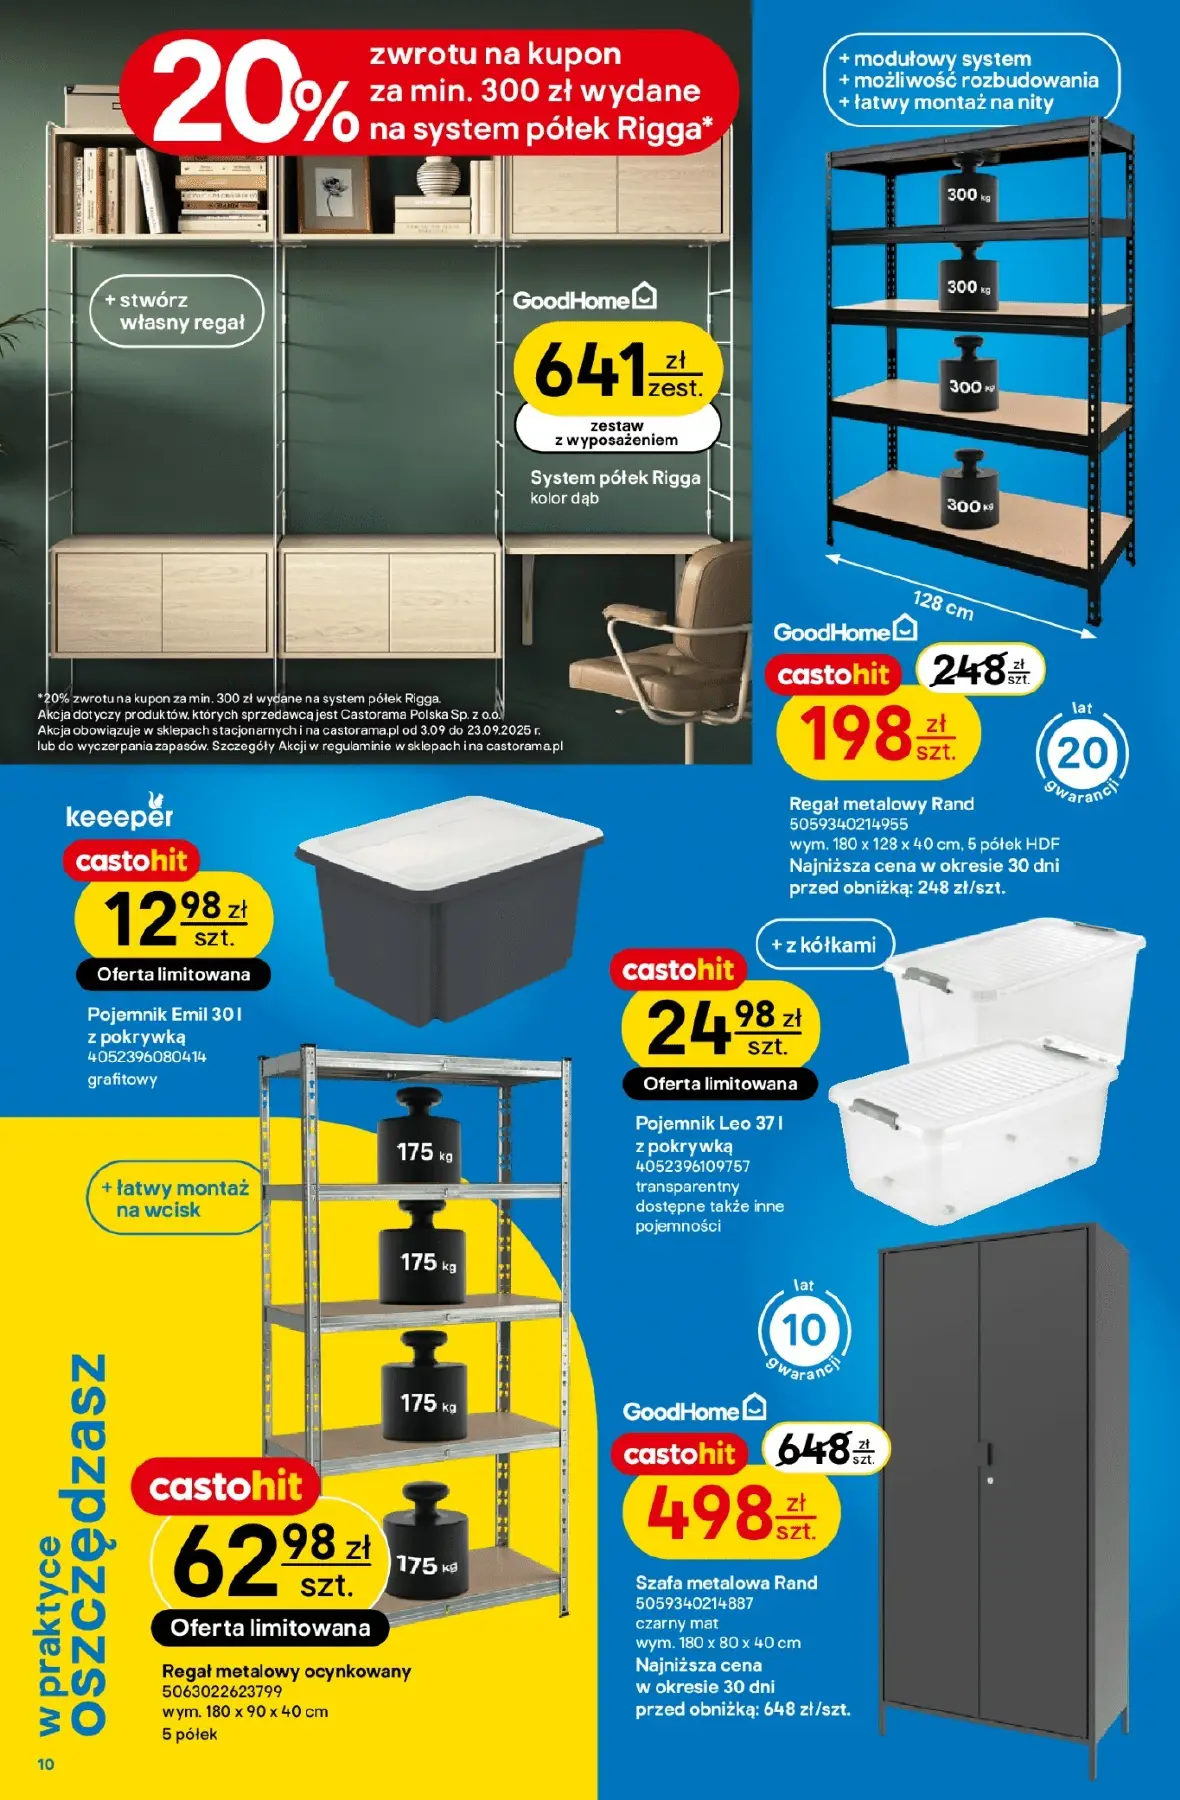 20%
zwrotu na kupon
za min. 300 zł wydane
na system półek Rigga*
+ stwórz
własny regał
GoodHome
641 zł
zest.
zestaw
z wyposażeniem
System półek Rigga
kolor dąb
*20% zwrotu na kupon za min. 300 zł wydane na system półek Rigga.
Akcja dotyczy produktów, których sprzedawcą jest Castorama Polska Sp. z o.o.
Akcja obowiązuje w sklepach stacjonarnych i na castorama.pl od 3.09 do 23.09.2025 r.
lub do wyczerpania zapasów. Szczegóły Akcji w regulaminie w sklepach i na castorama.pl
+ modułowy system
+ możliwość rozbudowania
+ łatwy montaż na nity
300 kg
300 kg
300 kg
300 kg
128 cm
GoodHome
castohit
248 zł
szt.
198 zł
szt.
20 lat
gwarancji
Regał metalowy Rand
5059340214955
wym. 180 x 128 x 40 cm, 5 półek HDF
Najniższa cena w okresie 30 dni
przed obniżką: 248 zł/szt.
keeeper
castohit
12 98 zł
szt.
Oferta limitowana
Pojemnik Emil 30 l
z pokrywką
4052396080414
grafitowy
+ z kółkami
castohit
24 98 zł
szt.
Oferta limitowana
Pojemnik Leo 37 l
z pokrywką
4052396109757
transparentny
dostępne także inne
pojemności
+ łatwy montaż
na wcisk
175 kg
175 kg
175 kg
175 kg
castohit
62 98 zł
szt.
Oferta limitowana
Regał metalowy ocynkowany
5063022623799
wym. 180 x 90 x 40 cm
5 półek
lat
10
gwarancji
GoodHome
castohit
648 zł
szt.
498 zł
szt.
Szafa metalowa Rand
5059340214887
czarny mat
wym. 180 x 80 x 40 cm
Najniższa cena
w okresie 30 dni
przed obniżką: 648 zł/szt.
w praktyce
oszczędzasz
10